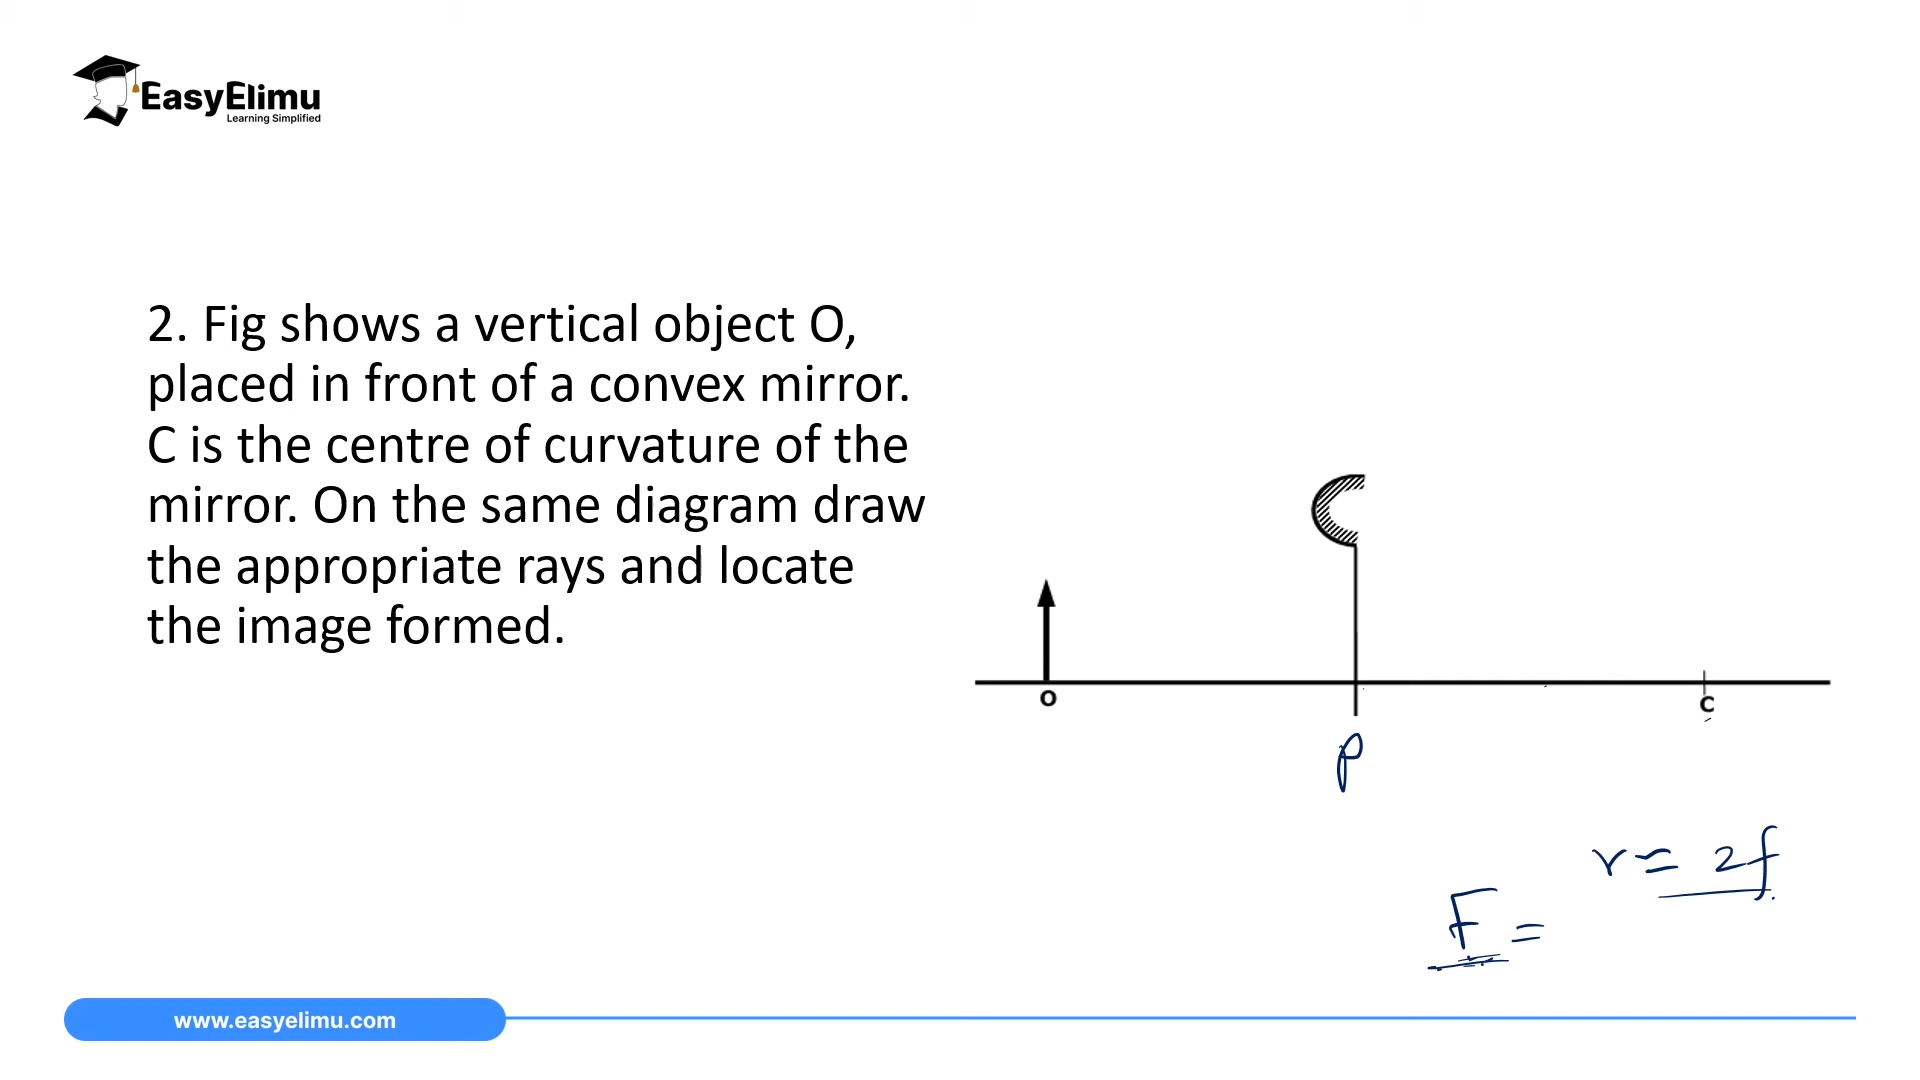 EasyElimu
Learning Simplified
2. Fig shows a vertical object O,
placed in front of a convex mirror.
C is the centre of curvature of the
mirror. On the same diagram draw
the appropriate rays and locate
the image formed.
O
C
P
r = 2f
F =
www.easyelimu.com